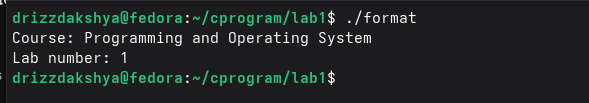 drizzdakshya@fedora:~/cprogram/lab1$ ./format
Course: Programming and Operating System
Lab number: 1
drizzdakshya@fedora:~/cprogram/lab1$